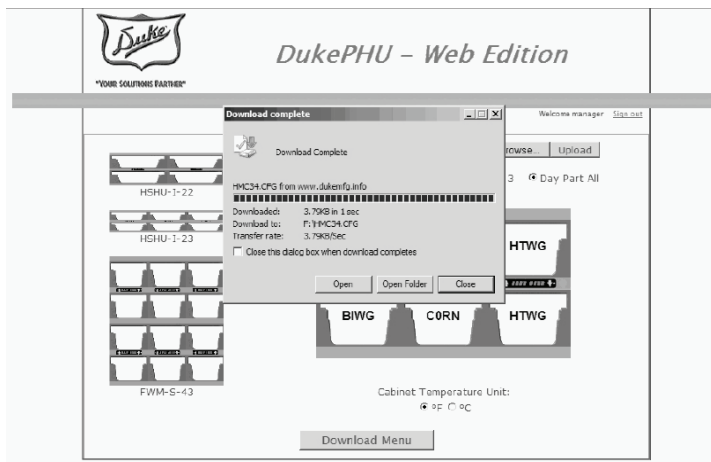 Duke
"YOUR SOLUTIONS PARTNER"
DukePHU – Web Edition
Welcome manager Sign out
Download complete
Download Complete
HMC34.CFG from www.dukemfg.info
Downloaded: 3.79KB in 1 sec
Download to: F:\HMC34.CFG
Transfer rate: 3.79KB/Sec
Close this dialog box when download completes
Open Open Folder Close
rowse... Upload
3 Day Part All
HSHU-I-22
HSHU-I-23
HTWG
BIWG CORN HTWG
FWM-S-43
Cabinet Temperature Unit:
ºF ºC
Download Menu